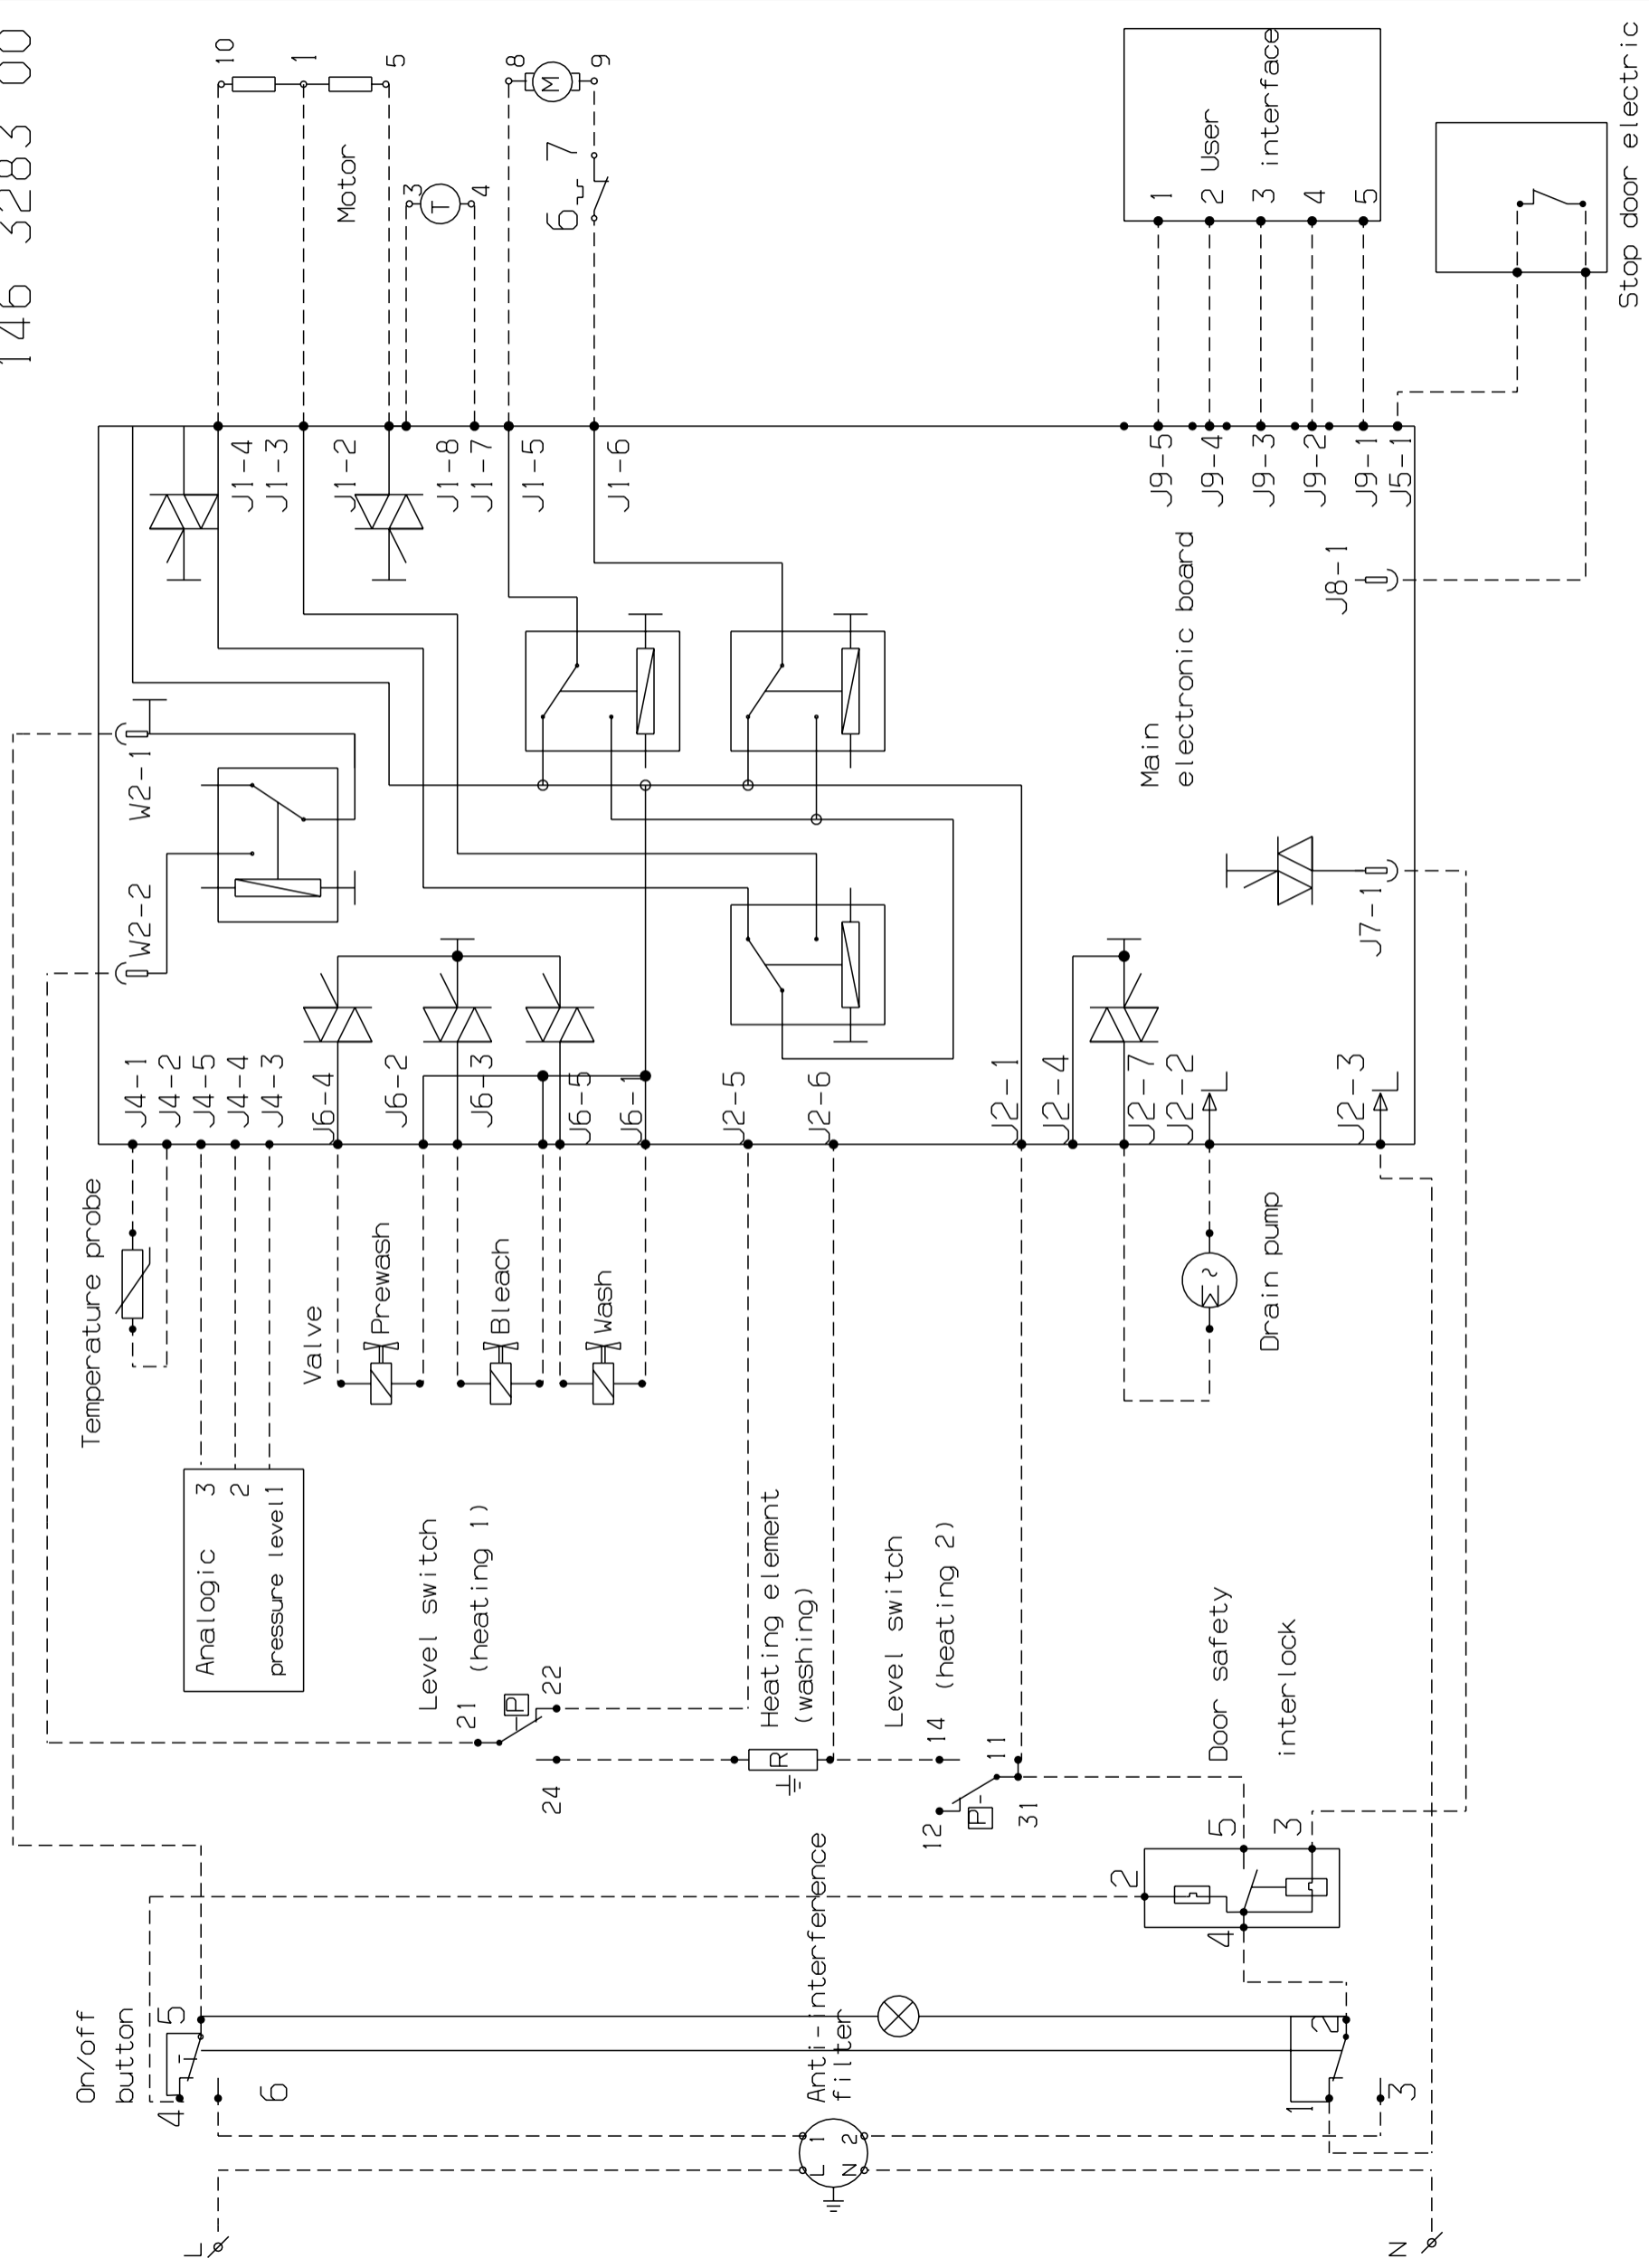 146 3283 00
10
1
5
Motor
3
T
4
8
M
9
6
7
User
interface
1
2
3
4
5
Stop door electric
J1-4
J1-3
J1-2
J1-8
J1-7
J1-5
J1-6
J9-5
J9-4
J9-3
J9-2
J9-1
J5-1
J8-1
Main
electronic board
J7-1
W2-1
W2-2
J4-1
J4-2
J4-5
J4-4
J4-3
J6-4
J6-2
J6-3
J6-5
J6-1
J2-5
J2-6
J2-1
J2-4
J2-7
J2-2
J2-3
Temperature probe
Valve
Prewash
Bleach
Wash
Drain pump
M
~
Analogic
pressure level
3
2
1
Level switch
(heating 1)
21
P
22
24
Heating element
(washing)
R
Level switch
(heating 2)
14
11
12
P
31
Door safety
interlock
5
3
2
4
On/off
button
5
4
6
Anti-interference
filter
L 1
N 2
2
1
3
L
N